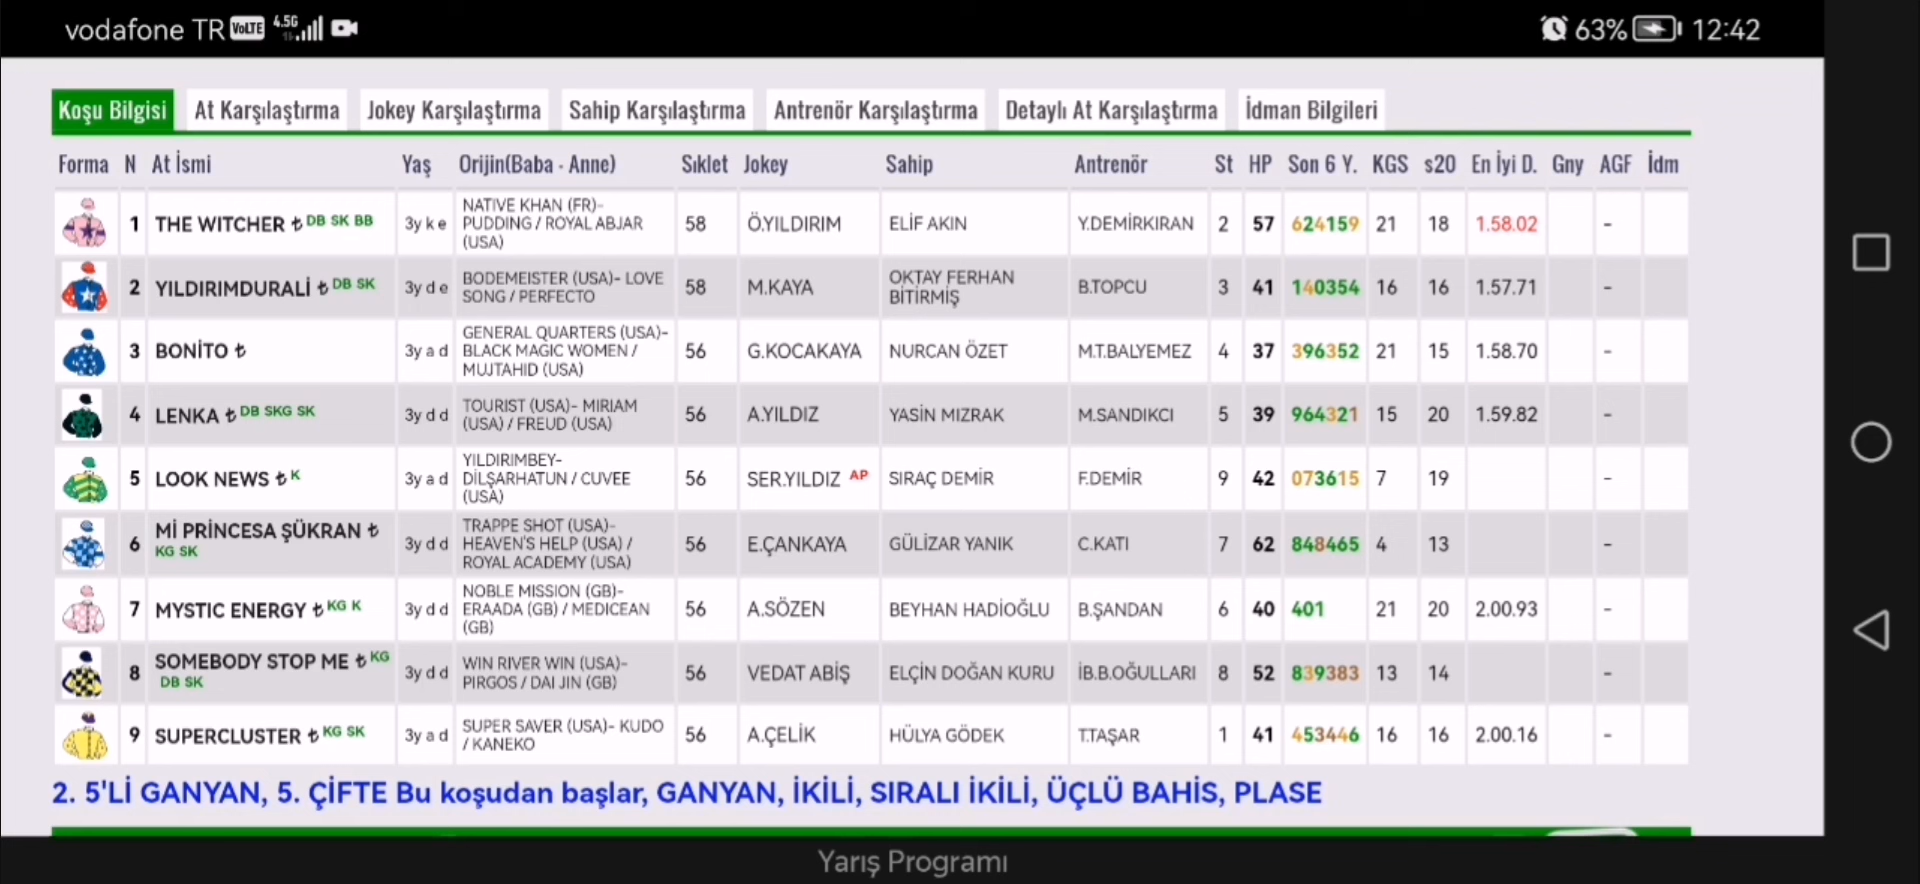 vodafone TR VoLTE 4.5G 63% 12:42
Koşu Bilgisi At Karşılaştırma Jokey Karşılaştırma Sahip Karşılaştırma Antrenör Karşılaştırma Detaylı At Karşılaştırma İdman Bilgileri
Forma N At İsmi Yaş Orijin(Baba - Anne) Sıklet Jokey Sahip Antrenör St HP Son 6 Y. KGS s20 En İyi D. Gny AGF İdm
1 THE WITCHER ₺ DB SK BB 3y k e NATIVE KHAN (FR)- 58 Ö.YILDIRIM ELİF AKIN Y.DEMİRKIRAN 2 57 624159 21 18 1.58.02 -
PUDDING / ROYAL ABJAR
(USA)
2 YILDIRIMDURALİ ₺ DB SK 3y d e BODEMEISTER (USA)- LOVE 58 M.KAYA OKTAY FERHAN B.TOPCU 3 41 140354 16 16 1.57.71 -
SONG / PERFECTO BİTİRMİŞ
3 BONİTO ₺ 3y a d GENERAL QUARTERS (USA)- 56 G.KOCAKAYA NURCAN ÖZET M.T.BALYEMEZ 4 37 396352 21 15 1.58.70 -
BLACK MAGIC WOMEN /
MUJTAHID (USA)
4 LENKA ₺ DB SKG SK 3y d d TOURIST (USA)- MIRIAM 56 A.YILDIZ YASİN MIZRAK M.SANDIKCI 5 39 964321 15 20 1.59.82 -
(USA) / FREUD (USA)
5 LOOK NEWS ₺ K 3y a d YILDIRIMBEY- 56 SER.YILDIZ AP SIRAÇ DEMİR F.DEMİR 9 42 073615 7 19 -
DİLŞARHATUN / CUVEE
(USA)
6 Mİ PRİNCESA ŞÜKRAN ₺ 3y d d TRAPPE SHOT (USA)- 56 E.ÇANKAYA GÜLİZAR YANIK C.KATI 7 62 848465 4 13 -
KG SK HEAVEN'S HELP (USA) /
ROYAL ACADEMY (USA)
7 MYSTIC ENERGY ₺ KG K 3y d d NOBLE MISSION (GB)- 56 A.SÖZEN BEYHAN HADİOĞLU B.ŞANDAN 6 40 401 21 20 2.00.93 -
ERAADA (GB) / MEDICEAN
(GB)
8 SOMEBODY STOP ME ₺ KG 3y d d WIN RIVER WIN (USA)- 56 VEDAT ABİŞ ELÇİN DOĞAN KURU İB.B.OĞULLARI 8 52 839383 13 14 -
DB SK PIRGOS / DAI JIN (GB)
9 SUPERCLUSTER ₺ KG SK 3y a d SUPER SAVER (USA)- KUDO 56 A.ÇELİK HÜLYA GÖDEK T.TAŞAR 1 41 453446 16 16 2.00.16 -
/ KANEKO
2. 5'Lİ GANYAN, 5. ÇİFTE Bu koşudan başlar, GANYAN, İKİLİ, SIRALI İKİLİ, ÜÇLÜ BAHİS, PLASE
Yarış Programı